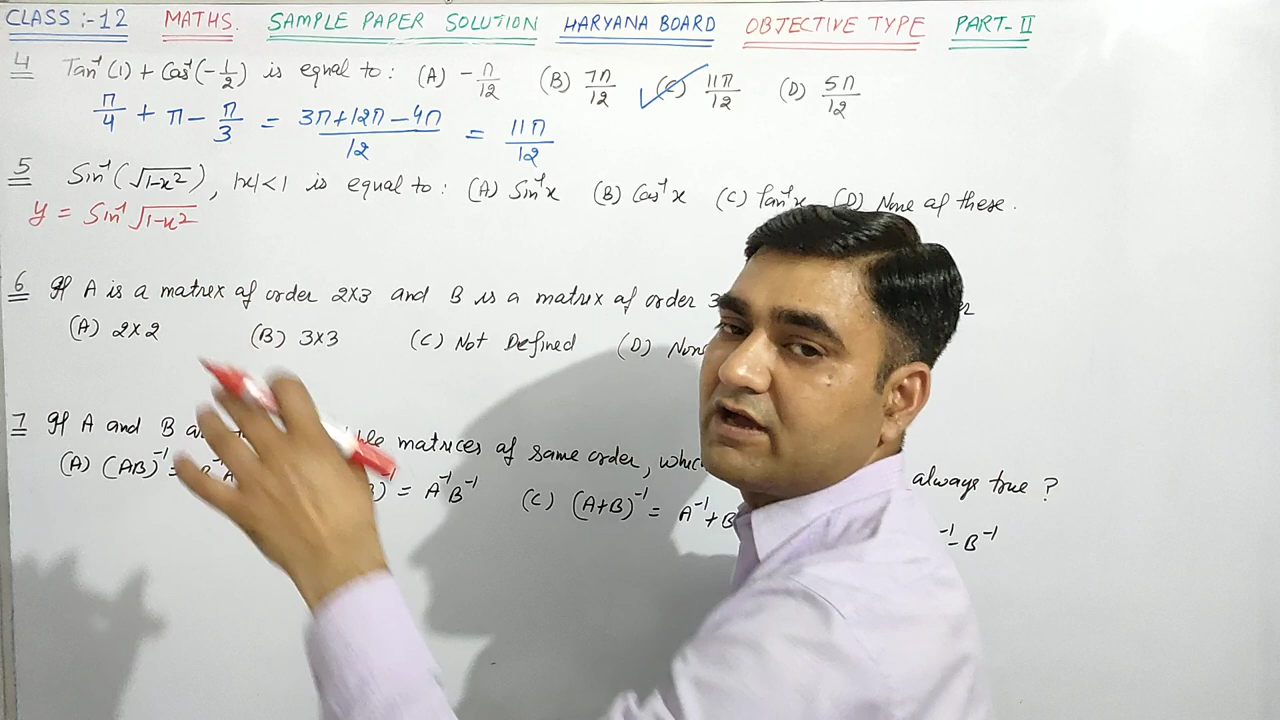 CLASS :-12 MATHS. SAMPLE PAPER SOLUTION HARYANA BOARD OBJECTIVE TYPE PART-II
4 Tan⁻¹(1) + Cos⁻¹(-1/2) is equal to : (A) -π/12 (B) 7π/12 (C) 11π/12 (D) 5π/12
π/4 + π - π/3 = 3π+12π-4π/12 = 11π/12
5 Sin⁻¹(√1-x²), |x|<1 is equal to : (A) Sin⁻¹x (B) Cos⁻¹x (C) Tan⁻¹x (D) None of these.
y = Sin⁻¹ √1-x²
6 If A is a matrix of order 2x3 and B is a matrix of order 3
(A) 2x2 (B) 3x3 (C) Not Defined (D) None
7 If A and B matrices of same order, always true ?
(A) (AB)⁻¹ = = A⁻¹B⁻¹ (C) (A+B)⁻¹ = A⁻¹+B -B⁻¹